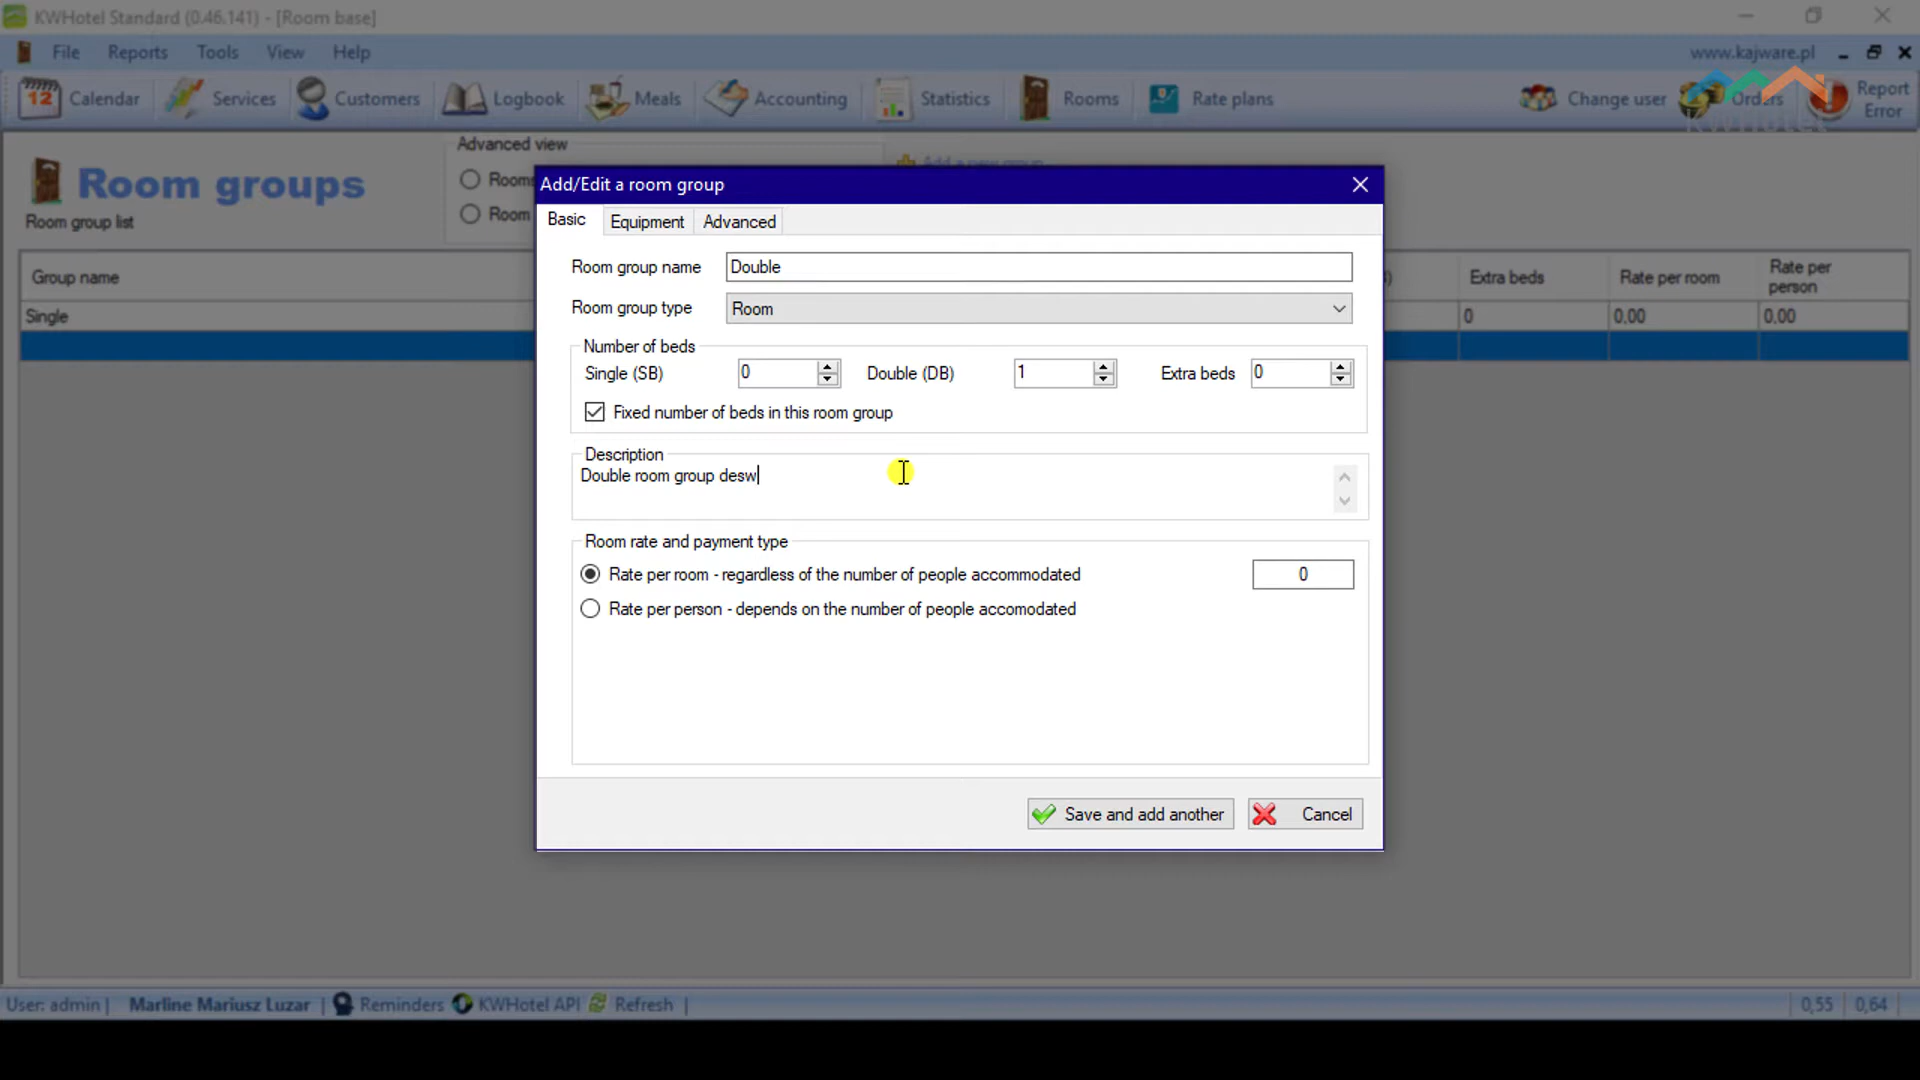 KWHotel Standard (0.46.141) - [Room base]
File Reports Tools View Help www.kajware.pl
12 Calendar Services Customers Logbook Meals Accounting Statistics Rooms Rate plans Change user Orders Report Error
KWHotel
Advanced view
Add a new group
Room groups
Rooms
Room
Room group list
Group name Extra beds Rate per room Rate per person
Single 0 0,00 0,00
Add/Edit a room group
Basic Equipment Advanced
Room group name Double
Room group type Room
Number of beds
Single (SB) 0 Double (DB) 1 Extra beds 0
Fixed number of beds in this room group
Description
Double room group desw
Room rate and payment type
Rate per room - regardless of the number of people accommodated 0
Rate per person - depends on the number of people accomodated
Save and add another Cancel
User: admin | Marline Mariusz Luzar | Reminders KWHotel API Refresh | 0,55 0,64